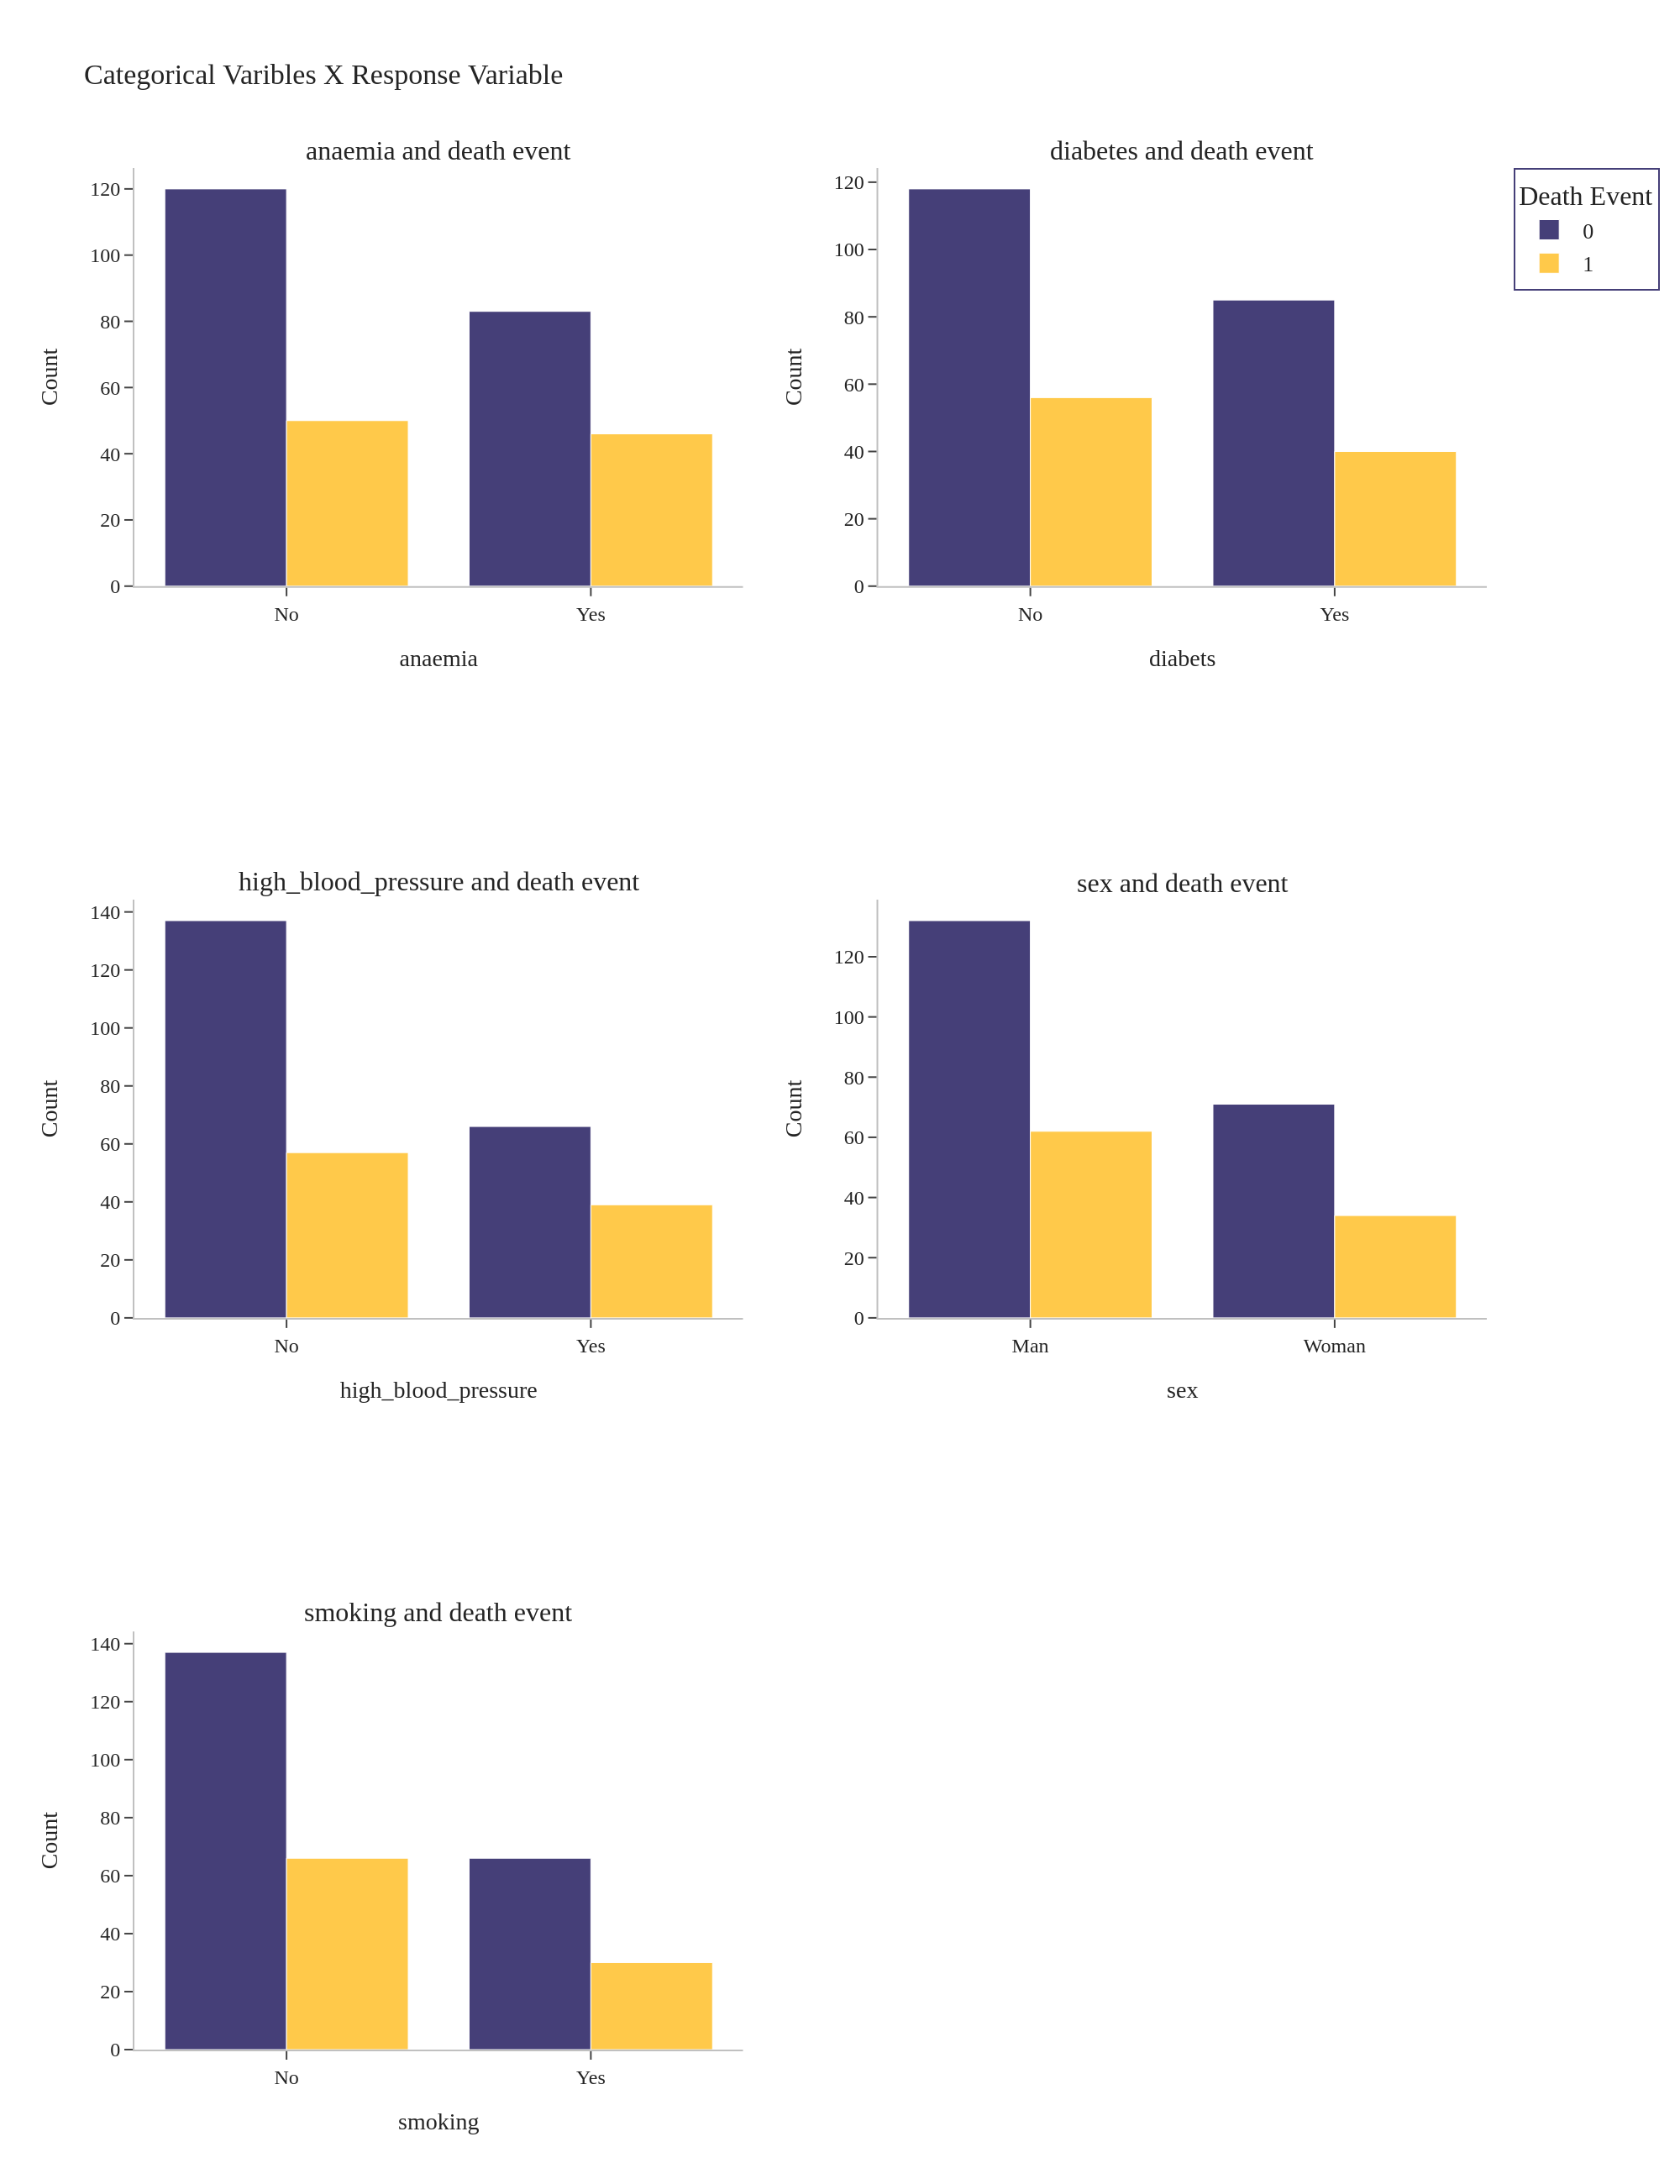 Categorical Varibles X Response Variable
anaemia and death event
120
100
80
60
40
20
0
Count
No
Yes
anaemia
diabetes and death event
120
100
80
60
40
20
0
Count
No
Yes
diabets
Death Event
0
1
high_blood_pressure and death event
140
120
100
80
60
40
20
0
Count
No
Yes
high_blood_pressure
sex and death event
120
100
80
60
40
20
0
Count
Man
Woman
sex
smoking and death event
140
120
100
80
60
40
20
0
Count
No
Yes
smoking